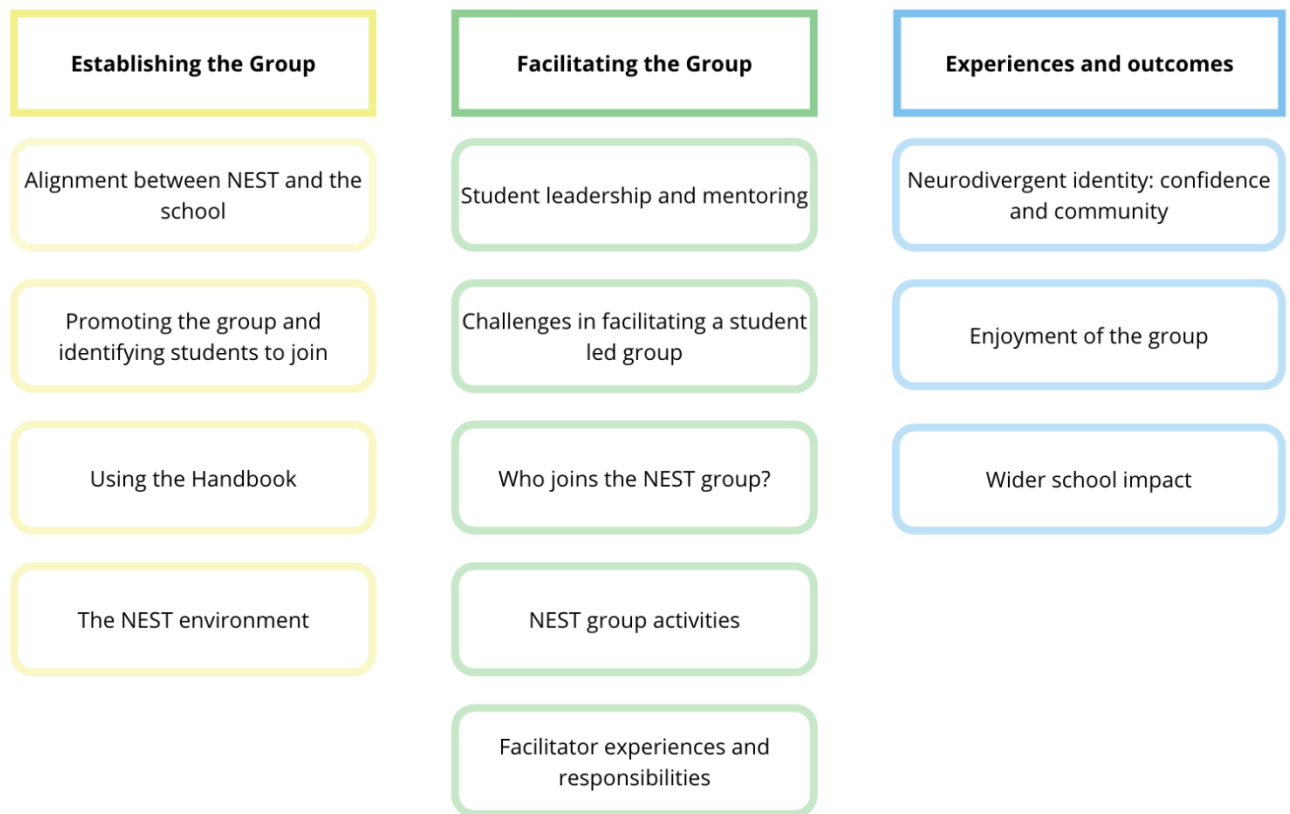 Establishing the Group
Alignment between NEST and the
school
Promoting the group and
identifying students to join
Using the Handbook
The NEST environment
Facilitating the Group
Student leadership and mentoring
Challenges in facilitating a student
led group
Who joins the NEST group?
NEST group activities
Facilitator experiences and
responsibilities
Experiences and outcomes
Neurodivergent identity: confidence
and community
Enjoyment of the group
Wider school impact